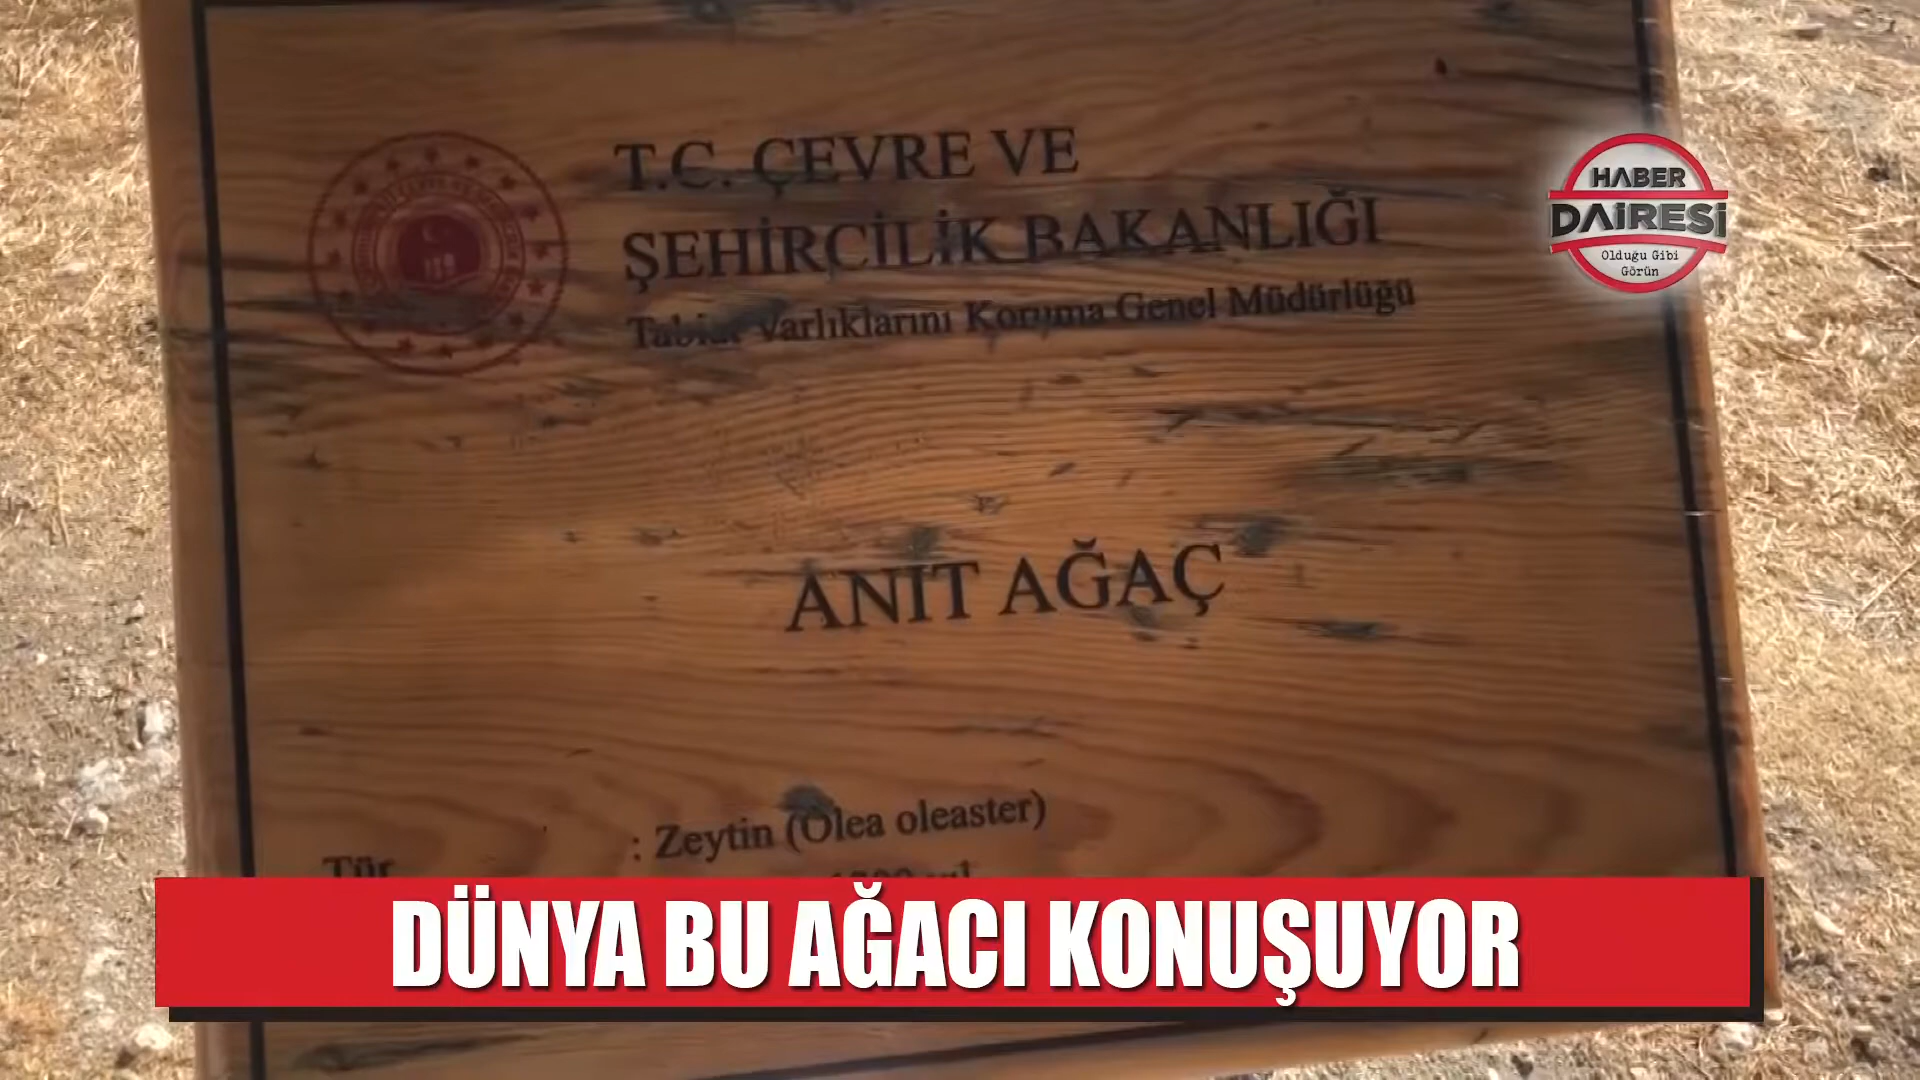 T.C. ÇEVRE VE
ŞEHİRCİLİK BAKANLIĞI
Tabiat Varlıklarını Koruma Genel Müdürlüğü
HABER
DAİRESİ
Olduğu Gibi
Görün
ANIT AĞAÇ
Tür : Zeytin (Olea oleaster)
DÜNYA BU AĞACI KONUŞUYOR